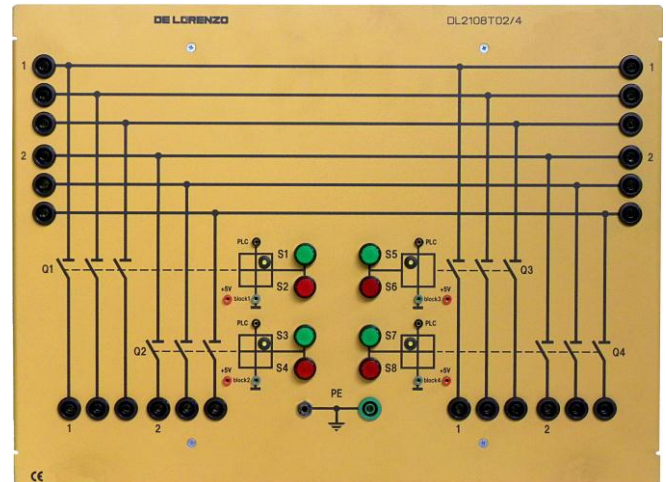 DE LORENZO DL2108T02/4
1 1
2 2
PLC S1 S5 PLC
Q1 S2 S6 Q3
+5V block1 block3 +5V
PLC S3 S7 PLC
Q2 S4 S8 Q4
+5V block2 block4 +5V
PE
1 2 1 2
CE